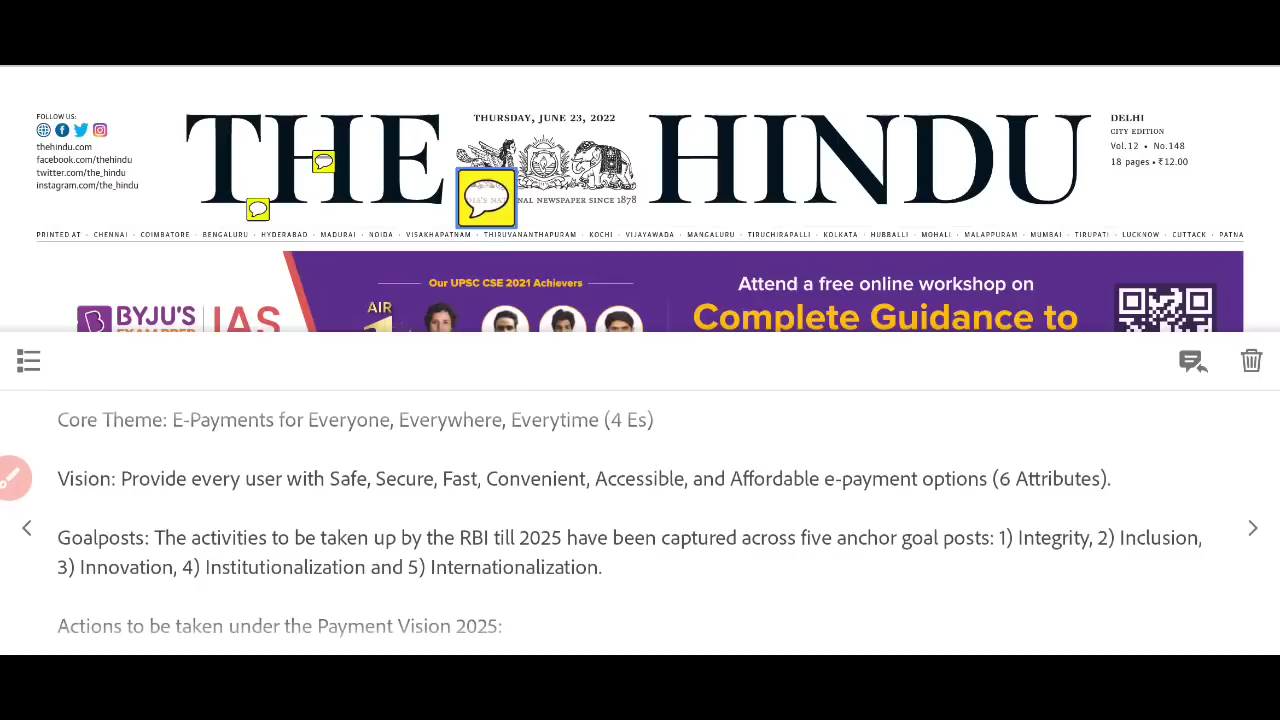 FOLLOW US:
thehindu.com
facebook.com/thehindu
twitter.com/the_hindu
instagram.com/the_hindu
THE HINDU
THURSDAY, JUNE 23, 2022
NAL NEWSPAPER SINCE 1878
DELHI
CITY EDITION
Vol.12 • No.148
18 pages • ₹12.00
PRINTED AT · CHENNAI · COIMBATORE · BENGALURU · HYDERABAD · MADURAI · NOIDA · VISAKHAPATNAM · THIRUVANANTHAPURAM · KOCHI · VIJAYAWADA · MANGALURU · TIRUCHIRAPALLI · KOLKATA · HUBBALLI · MOHALI · MALAPPURAM · MUMBAI · TIRUPATI · LUCKNOW · CUTTACK · PATNA
BYJU'S
IAS
Our UPSC CSE 2021 Achievers
AIR
Attend a free online workshop on
Complete Guidance to
Core Theme: E-Payments for Everyone, Everywhere, Everytime (4 Es)
Vision: Provide every user with Safe, Secure, Fast, Convenient, Accessible, and Affordable e-payment options (6 Attributes).
Goalposts: The activities to be taken up by the RBI till 2025 have been captured across five anchor goal posts: 1) Integrity, 2) Inclusion,
3) Innovation, 4) Institutionalization and 5) Internationalization.
Actions to be taken under the Payment Vision 2025: